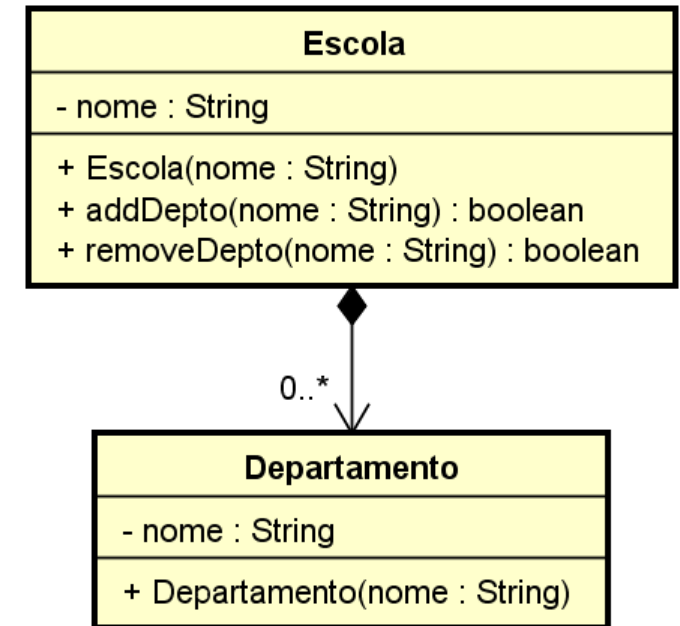 Escola
- nome : String
+ Escola(nome : String)
+ addDepto(nome : String) : boolean
+ removeDepto(nome : String) : boolean
0..*
Departamento
- nome : String
+ Departamento(nome : String)